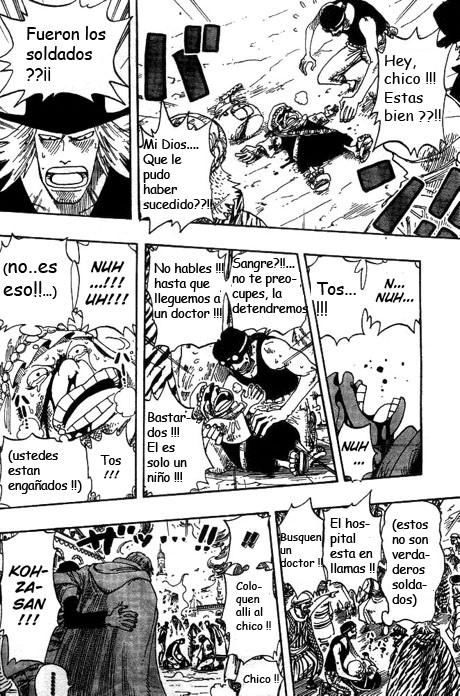 Hey,
chico !!!
Estas
bien ??!!
Mi Dios....
Que le
pudo
haber
sucedido??!!
Fueron los
soldados
??¡¡
N...
NUH...
Tos...
!!!
NUH
...
Sangre?!!...
no te preo-
cupes, la
detendremos
No hables !!!
hasta que
lleguemos a
un doctor !!!
Bastar-
dos !!!
El es
solo un
niño !!!
NUH
...!!!
UH!!!
(no..es
eso!!...)
Tos
!!!
(ustedes
estan
engañados !!)
(estos
no son
verda-
deros
solda-
dos)
El hos-
pital
esta en
llamas !!
Busquen
un
doctor !!
!!
Colo-
quen
alli al
chico !!
Chico !!
!!
KOH-
ZA-
SAN
!!!